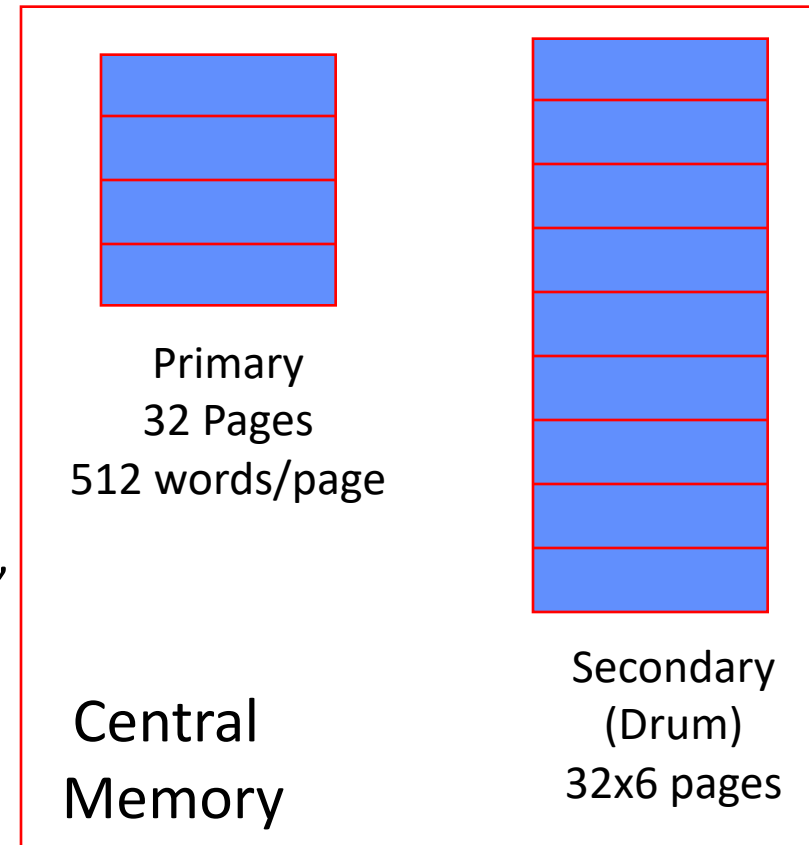 Primary
32 Pages
512 words/page
,
Secondary
(Drum)
32x6 pages
Central
Memory